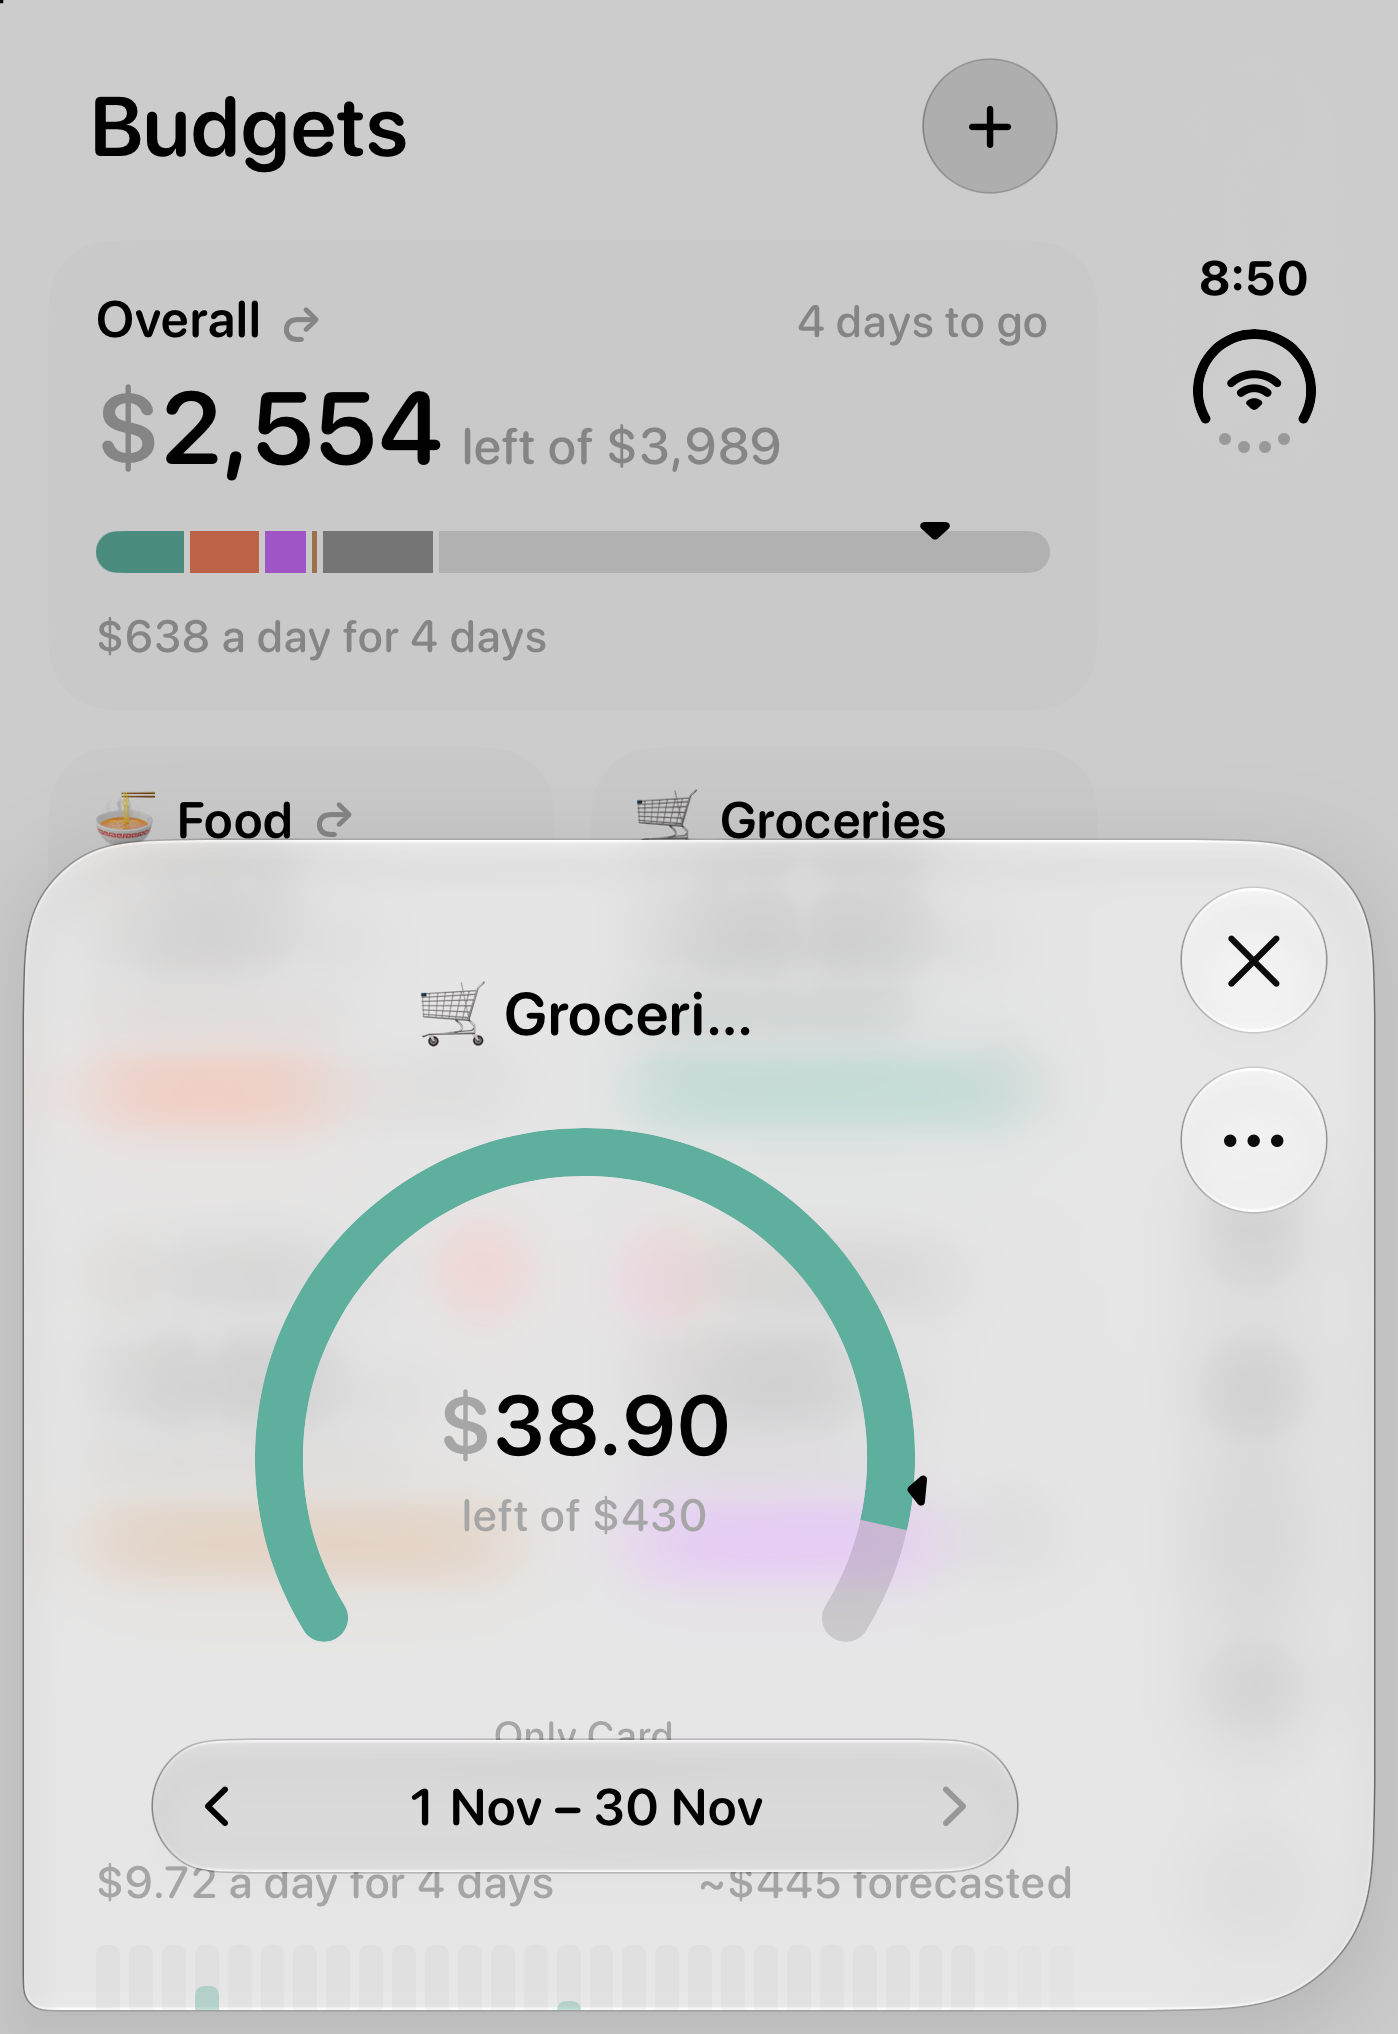 Budgets
8:50
Overall
4 days to go
$2,554 left of $3,989
$638 a day for 4 days
Food
Groceries
Groceri...
$38.90
left of $430
Only Card
1 Nov – 30 Nov
$9.72 a day for 4 days
~$445 forecasted